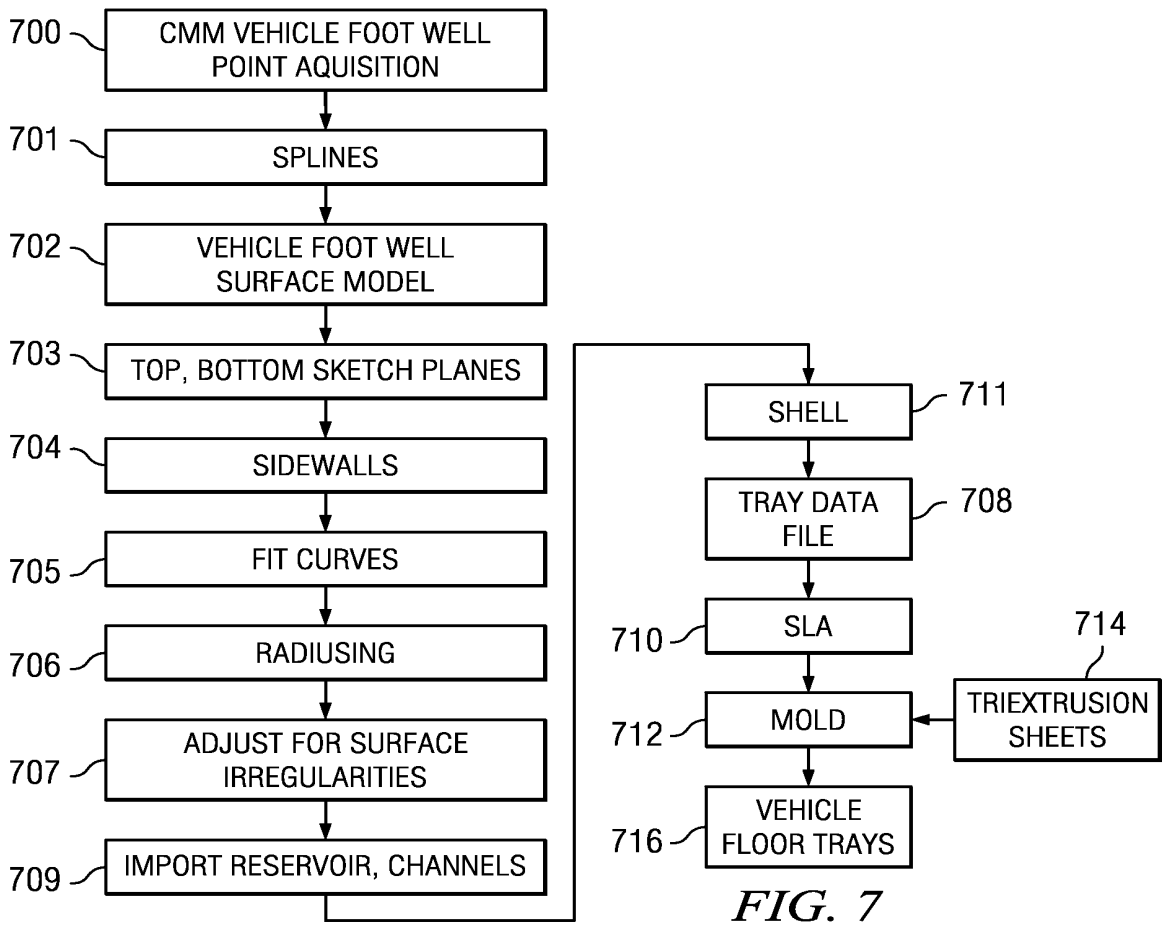 700
CMM VEHICLE FOOT WELL
POINT AQUISITION
701
SPLINES
702
VEHICLE FOOT WELL
SURFACE MODEL
703
TOP, BOTTOM SKETCH PLANES
704
SIDEWALLS
705
FIT CURVES
706
RADIUSING
707
ADJUST FOR SURFACE
IRREGULARITIES
709
IMPORT RESERVOIR, CHANNELS
SHELL
711
TRAY DATA
FILE
708
710
SLA
712
MOLD
714
TRIEXTRUSION
SHEETS
716
VEHICLE
FLOOR TRAYS
FIG. 7